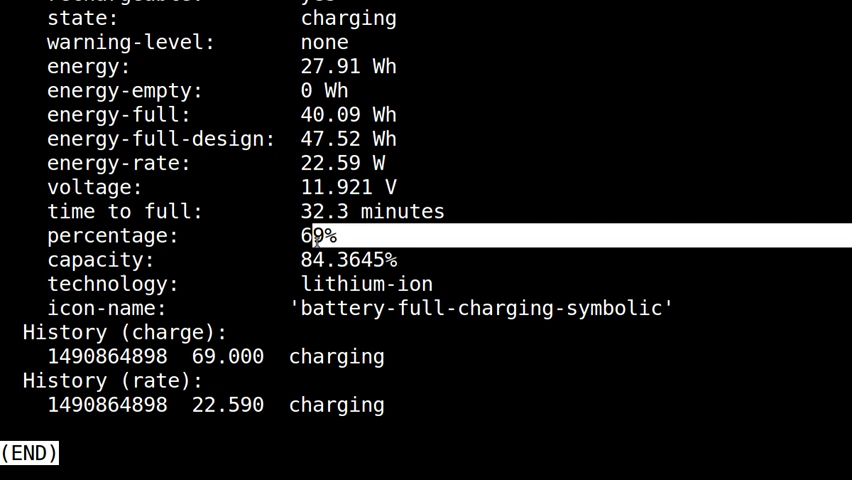 state: charging
warning-level: none
energy: 27.91 Wh
energy-empty: 0 Wh
energy-full: 40.09 Wh
energy-full-design: 47.52 Wh
energy-rate: 22.59 W
voltage: 11.921 V
time to full: 32.3 minutes
percentage: 69%
capacity: 84.3645%
technology: lithium-ion
icon-name: 'battery-full-charging-symbolic'
History (charge):
1490864898 69.000 charging
History (rate):
1490864898 22.590 charging
(END)